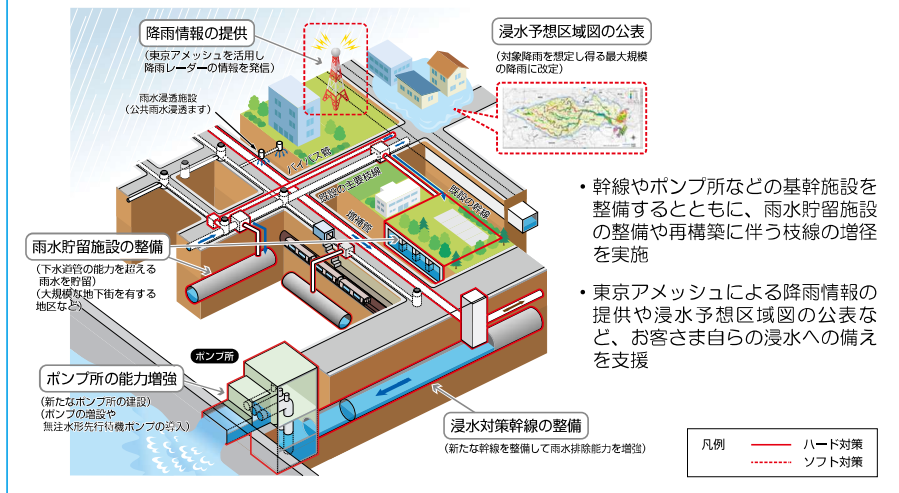 降雨情報の提供
(東京アメッシュを活用し
降雨レーダーの情報を発信)
浸水予想区域図の公表
(対象降雨を想定し得る最大規模
の降雨に改定)
雨水浸透施設
(公共雨水浸透ます)
バイパス管
既設の主要枝線
既設の幹線
増補管
雨水貯留施設の整備
(下水道管の能力を超える
雨水を貯留)
(大規模な地下街を有する
地区など)
ポンプ所
ポンプ所の能力増強
(新たなポンプ所の建設)
(ポンプの増設や
無注水形先行待機ポンプの導入)
浸水対策幹線の整備
(新たな幹線を整備して雨水排除能力を増強)
・幹線やポンプ所などの基幹施設を
整備するとともに、雨水貯留施設
の整備や再構築に伴う枝線の増径
を実施
・東京アメッシュによる降雨情報の
提供や浸水予想区域図の公表な
ど、お客さま自らの浸水への備え
を支援
凡例
ハード対策
ソフト対策